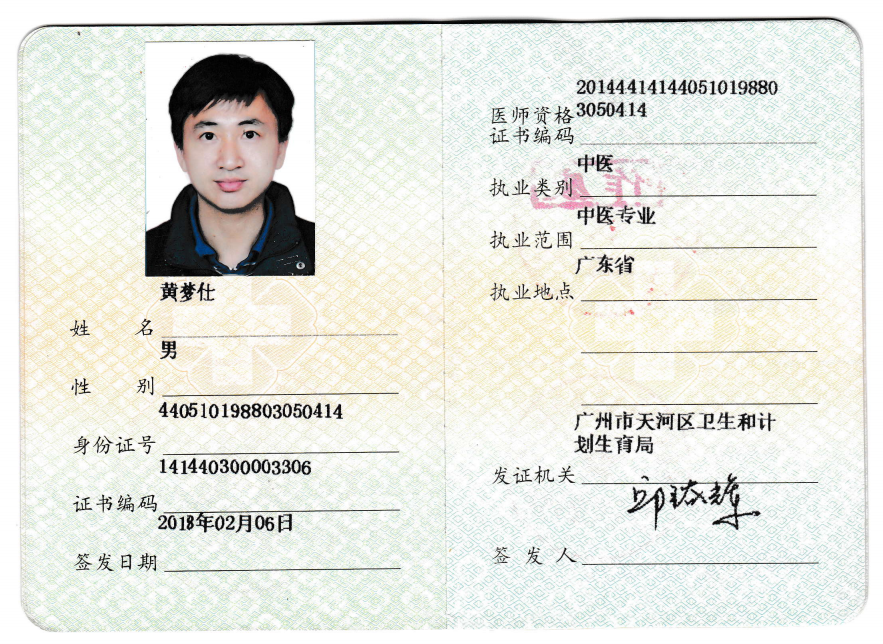 黄梦仕
姓 名
男
性 别
440510198803050414
身份证号
141440300003306
证书编码
2018年02月06日
签发日期
20144414144051019880
3050414
医师资格
证书编码
中医
执业类别
中医专业
执业范围
广东省
执业地点
广州市天河区卫生和计
划生育局
发证机关
签 发 人